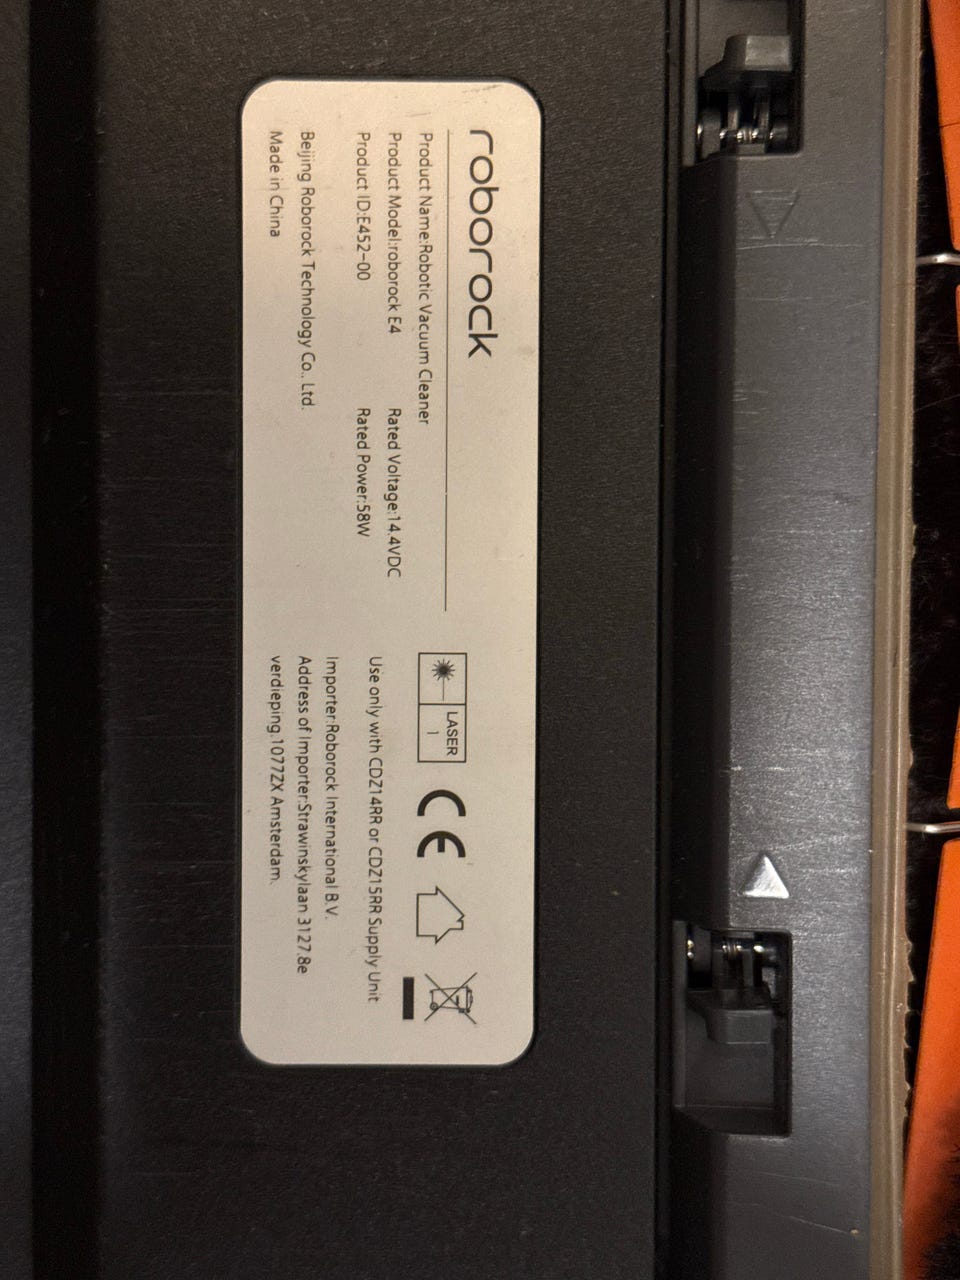 roborock
Product Name:Robotic Vacuum Cleaner
Product Model:roborock E4
Rated Voltage:14.4VDC
Product ID:E452-00
Rated Power:58W
Beijing Roborock Technology Co., Ltd.
Made in China
LASER
1
CE
Use only with CDZ14RR or CDZ15RR Supply Unit
Importer:Roborock International B.V.
Address of Importer:Strawinskylaan 3127,8e
verdieping,1077ZX Amsterdam.